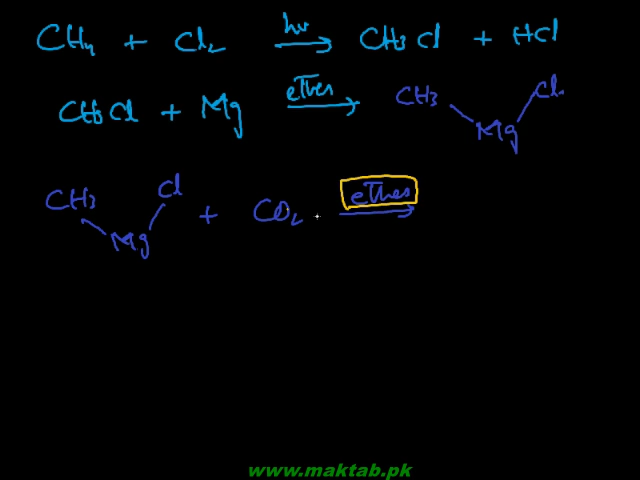 CH4 + Cl2 hν → CH3Cl + HCl
CH3Cl + Mg ether → CH3 Mg Cl
CH3 Mg Cl + CO2 ether →
www.maktab.pk